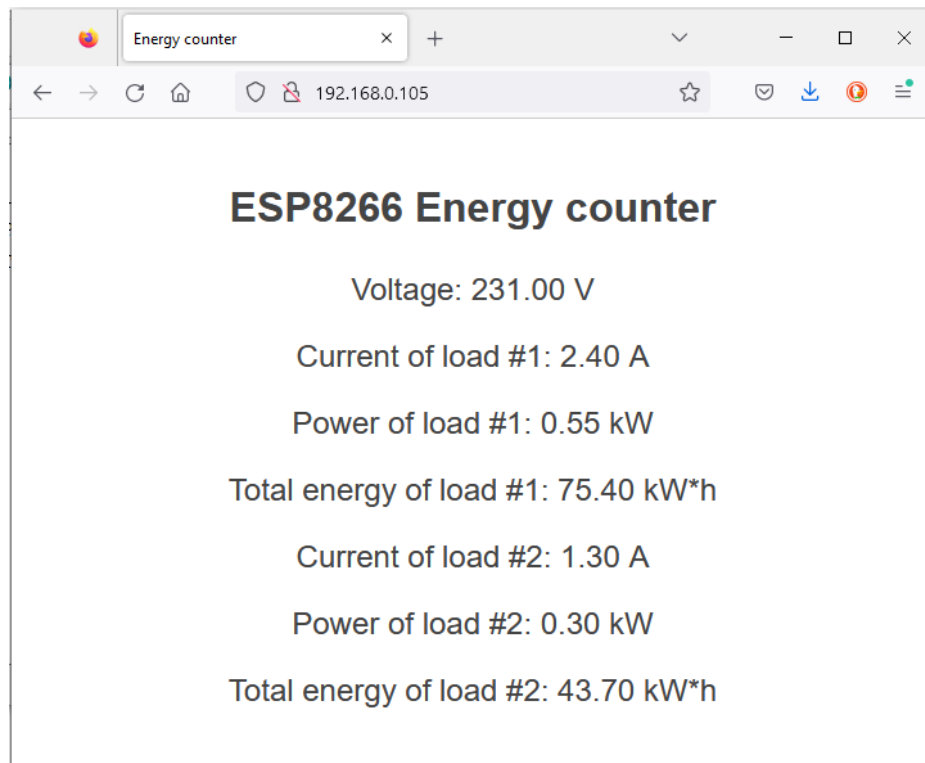 Energy counter
192.168.0.105
ESP8266 Energy counter
Voltage: 231.00 V
Current of load #1: 2.40 A
Power of load #1: 0.55 kW
Total energy of load #1: 75.40 kW*h
Current of load #2: 1.30 A
Power of load #2: 0.30 kW
Total energy of load #2: 43.70 kW*h